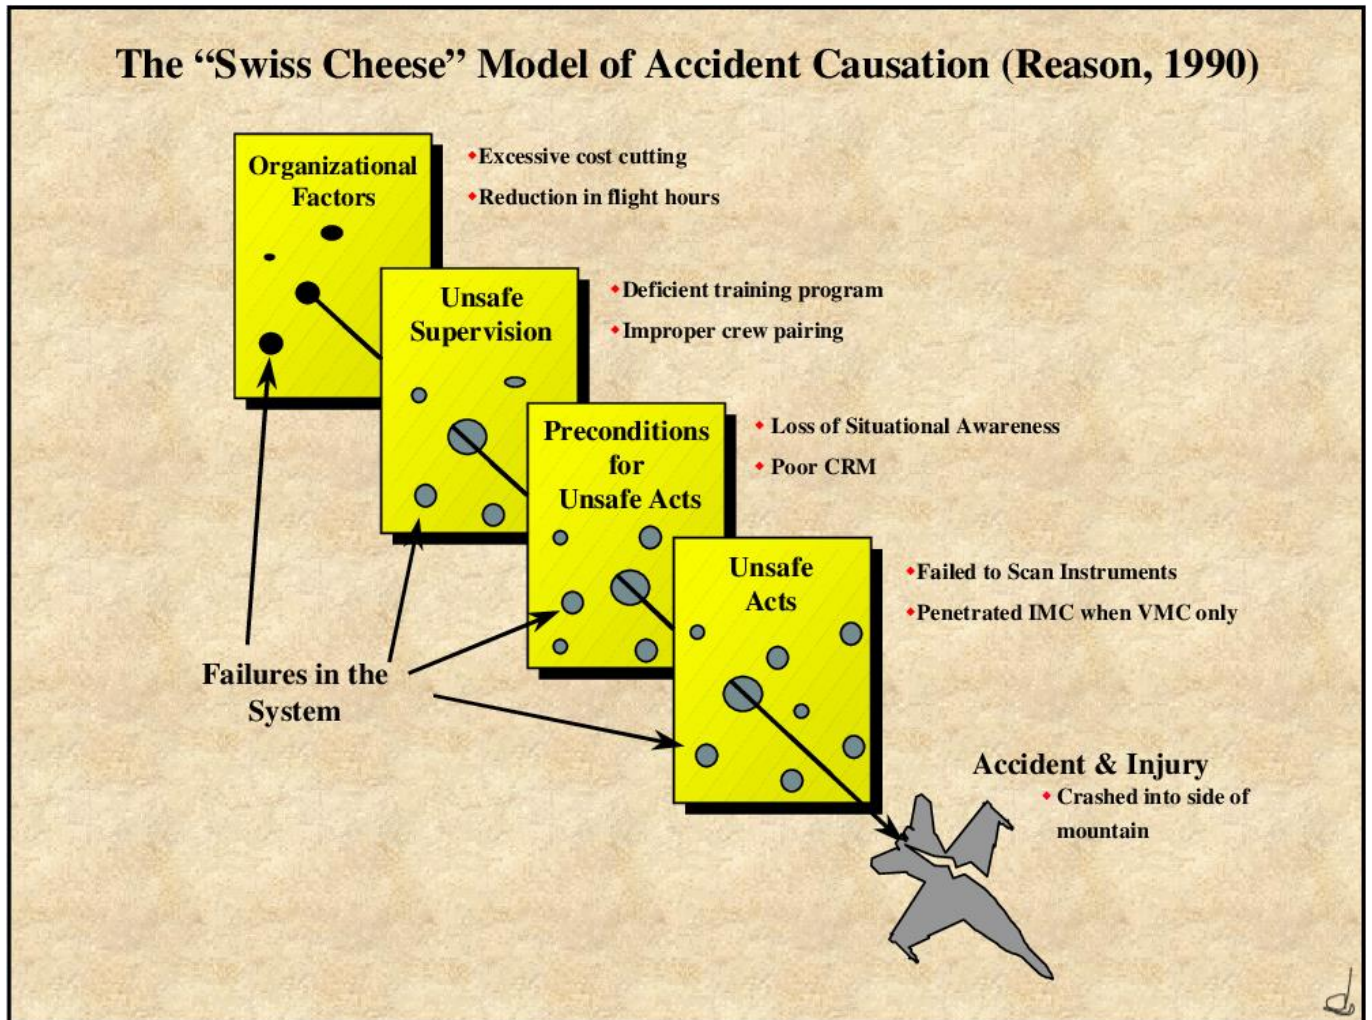 The “Swiss Cheese” Model of Accident Causation (Reason, 1990)
Organizational
Factors
Excessive cost cutting
Reduction in flight hours
Unsafe
Supervision
Deficient training program
Improper crew pairing
Preconditions
for
Unsafe Acts
Loss of Situational Awareness
Poor CRM
Unsafe
Acts
Failed to Scan Instruments
Penetrated IMC when VMC only
Failures in the
System
Accident & Injury
Crashed into side of
mountain